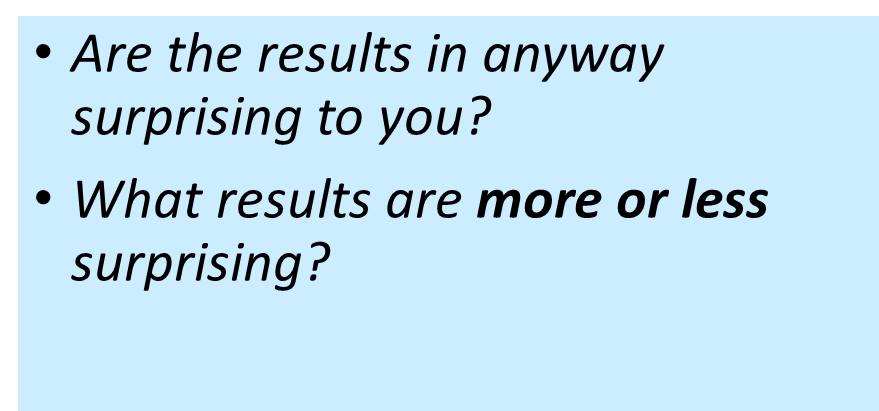 • Are the results in anyway
surprising to you?
• What results are more or less
surprising?